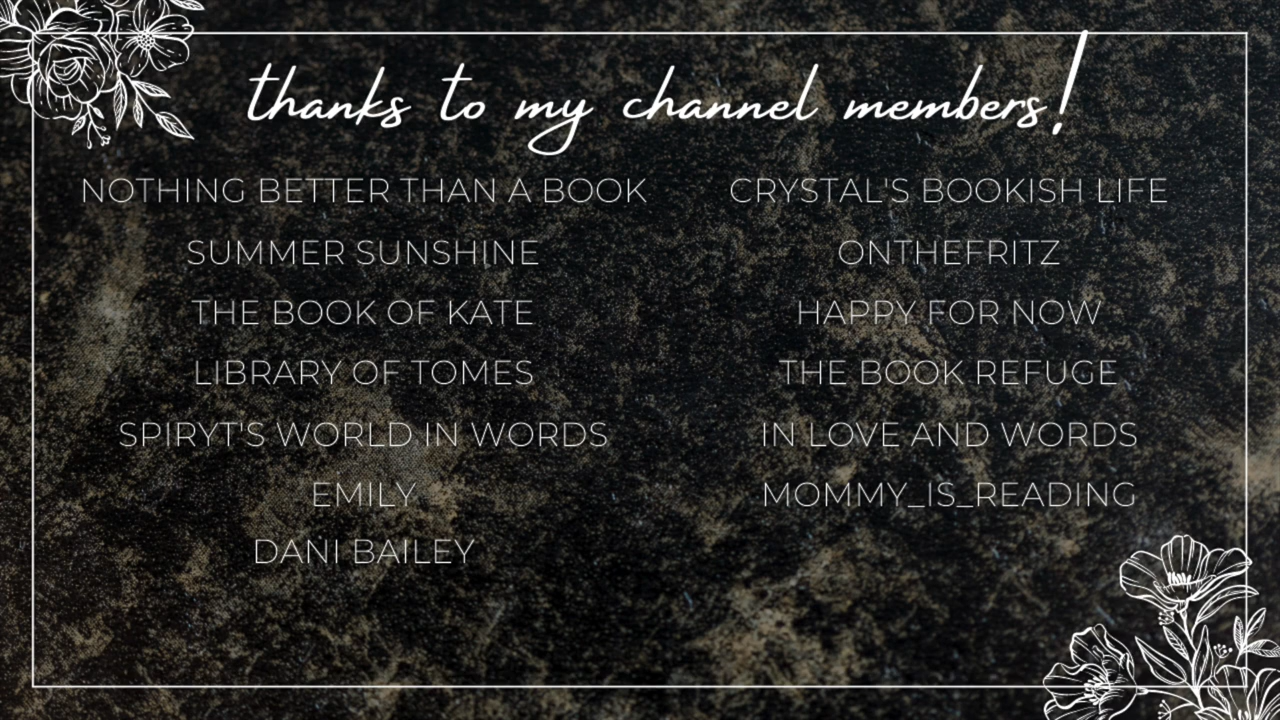 thanks to my channel members!
NOTHING BETTER THAN A BOOK
SUMMER SUNSHINE
THE BOOK OF KATE
LIBRARY OF TOMES
SPIRYT'S WORLD IN WORDS
EMILY
DANI BAILEY
CRYSTAL'S BOOKISH LIFE
ONTHEFRITZ
HAPPY FOR NOW
THE BOOK REFUGE
IN LOVE AND WORDS
MOMMY_IS_READING